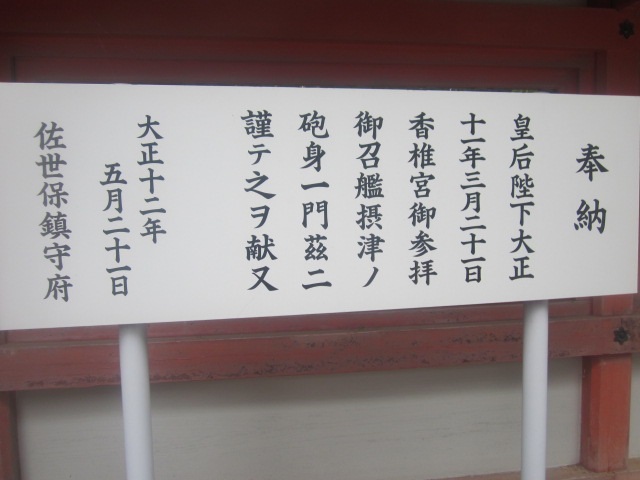 奉納
皇后陛下大正
十一年三月二十一日
香椎宮御参拝
御召艦摂津ノ
砲身一門茲ニ
謹テ之ヲ献又
大正十二年
五月二十一日
佐世保鎮守府